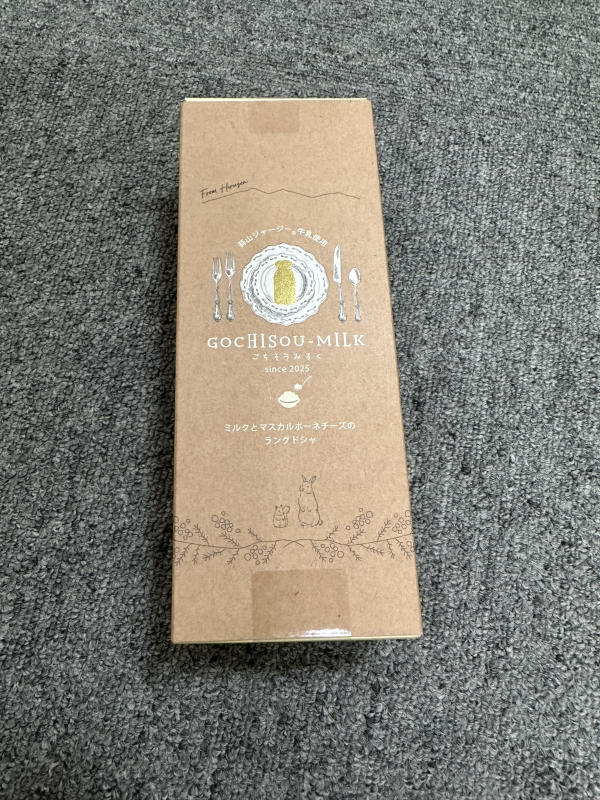 From Hiruzen
蒜山ジャージー®牛乳使用
GOCHISOU-MILK
ごちそうみるく
since 2025
ミルクとマスカルポーネチーズの
ラングドシャ